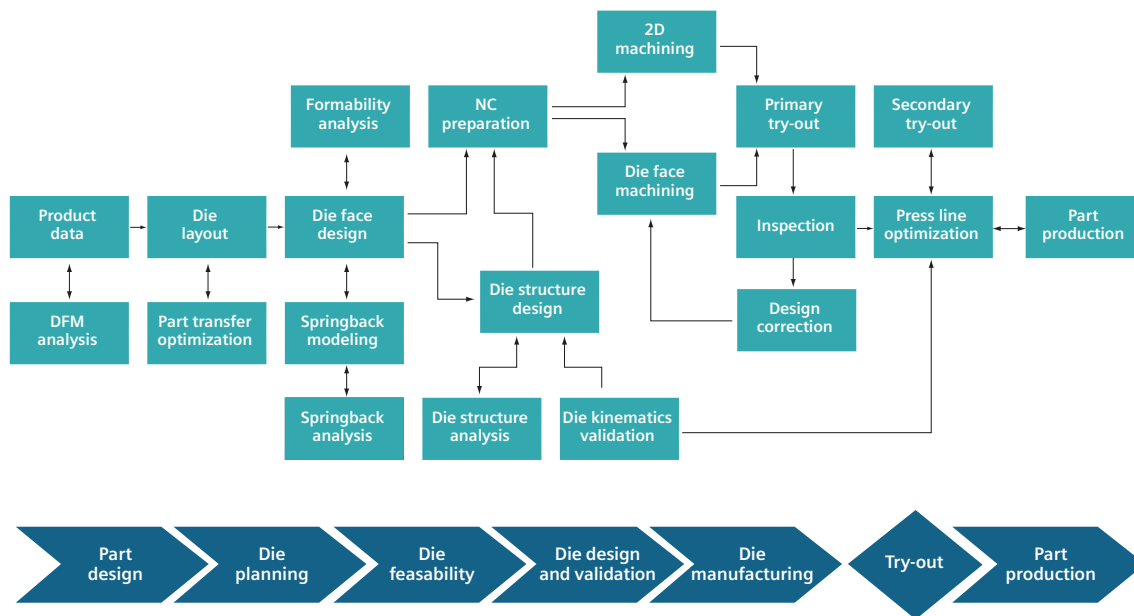 2D
machining
Formability
analysis
NC
preparation
Primary
try-out
Secondary
try-out
Die face
machining
Product
data
Die
layout
Die face
design
Inspection
Press line
optimization
Part
production
Die structure
design
DFM
analysis
Part transfer
optimization
Springback
modeling
Design
correction
Springback
analysis
Die structure
analysis
Die kinematics
validation
Part
design
Die
planning
Die
feasability
Die design
and validation
Die
manufacturing
Try-out
Part
production